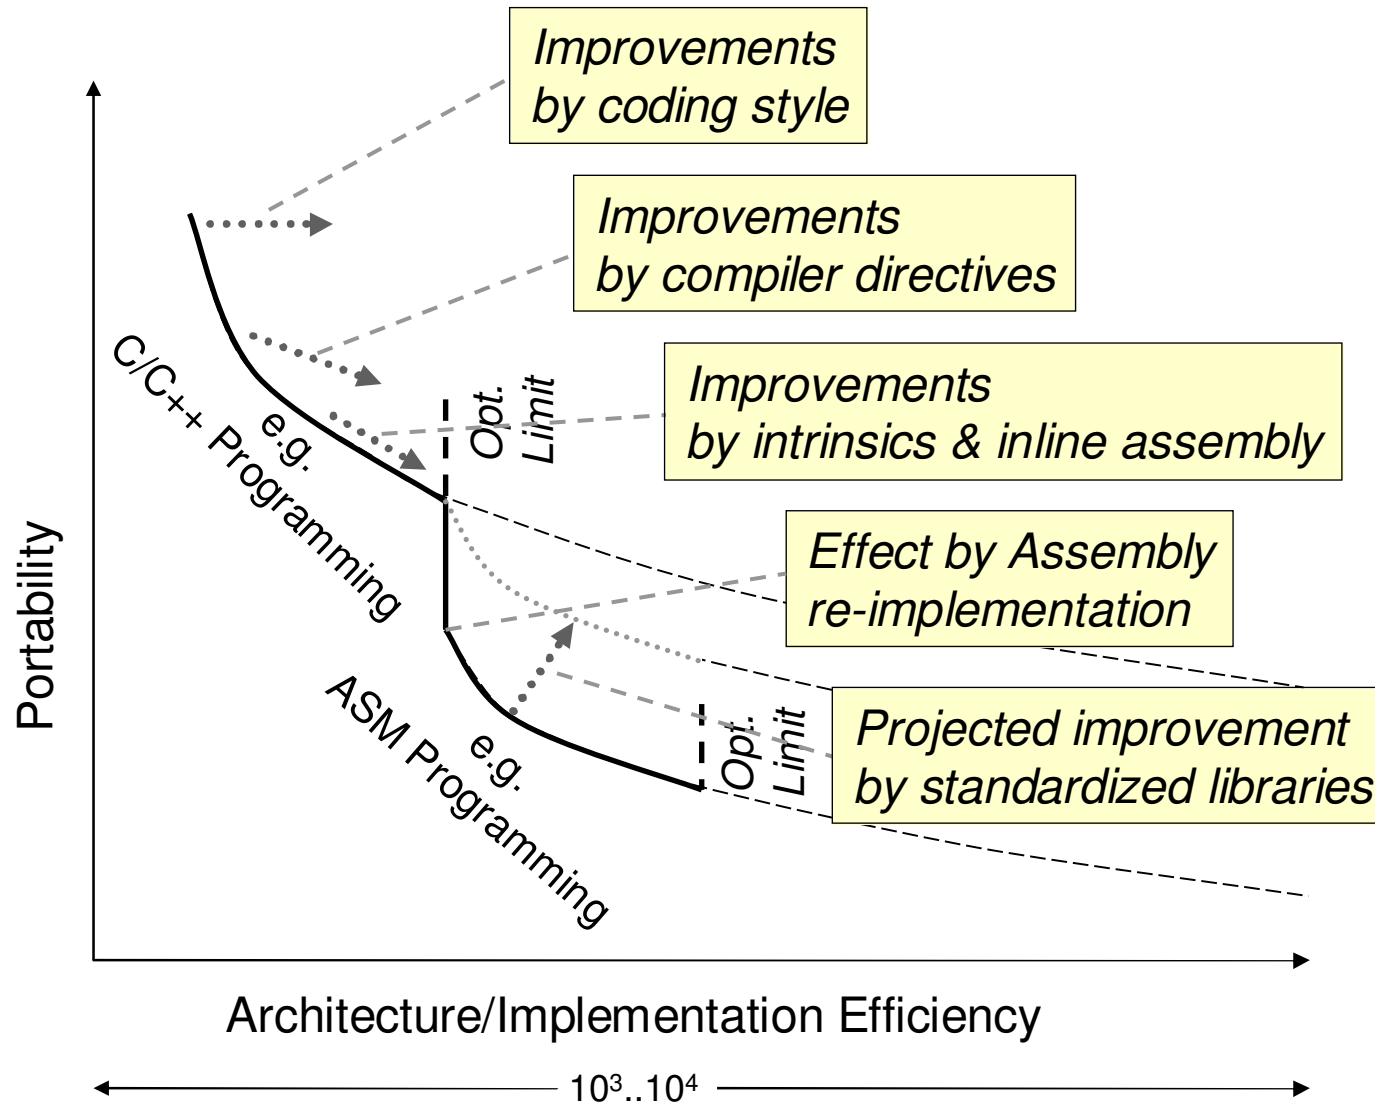 Improvements
by coding style
Improvements
by compiler directives
Improvements
by intrinsics & inline assembly
Opt.
Limit
C/C++ Programming
e.g.
Effect by Assembly
re-implementation
Portability
Projected improvement
by standardized libraries
Opt.
Limit
ASM Programming
e.g.
Architecture/Implementation Efficiency
10³..10⁴